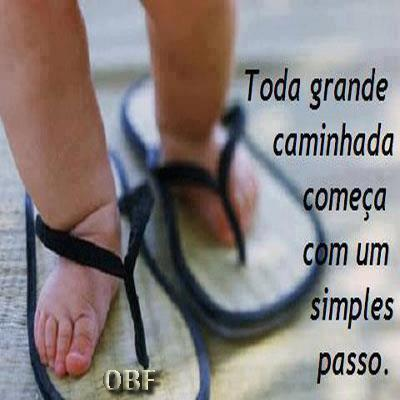 Toda grande
caminhada
começa
com um
simples
passo.
OBF